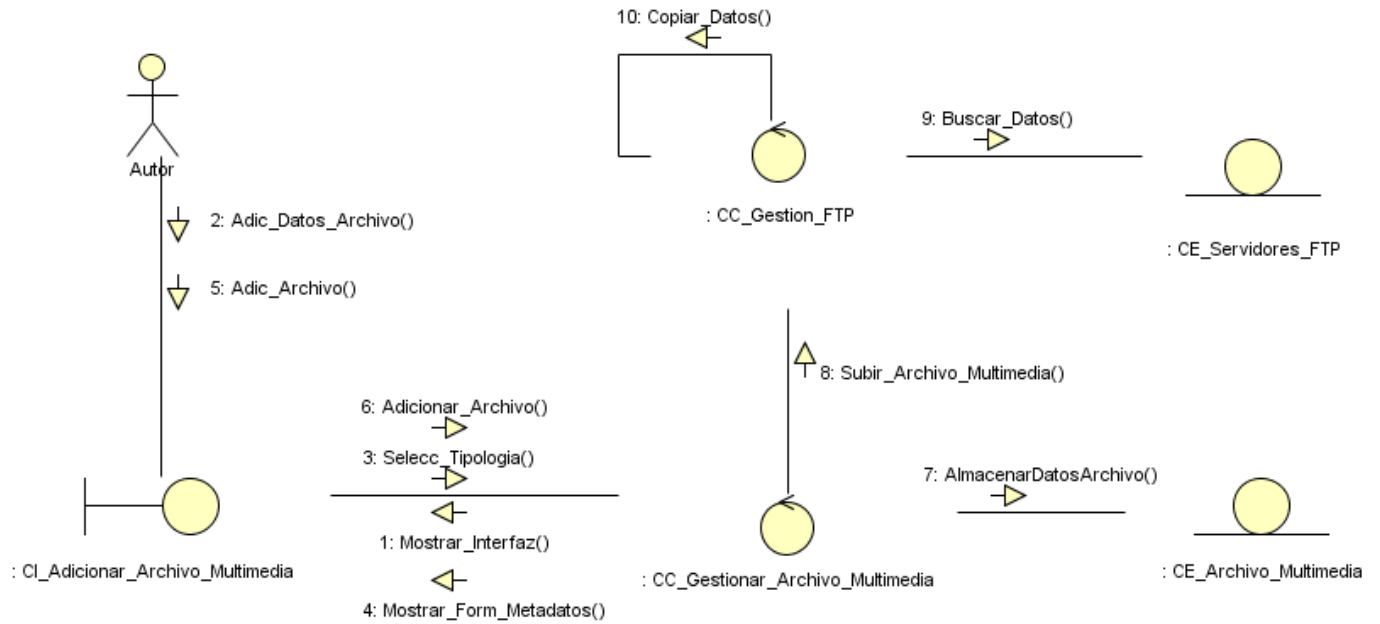 10: Copiar_Datos()
9: Buscar_Datos()
Autor
: CC_Gestion_FTP
2: Adic_Datos_Archivo()
: CE_Servidores_FTP
5: Adic_Archivo()
8: Subir_Archivo_Multimedia()
6: Adicionar_Archivo()
3: Selecc_Tipologia()
7: AlmacenarDatosArchivo()
1: Mostrar_Interfaz()
: CI_Adicionar_Archivo_Multimedia
: CC_Gestionar_Archivo_Multimedia
: CE_Archivo_Multimedia
4: Mostrar_Form_Metadatos()